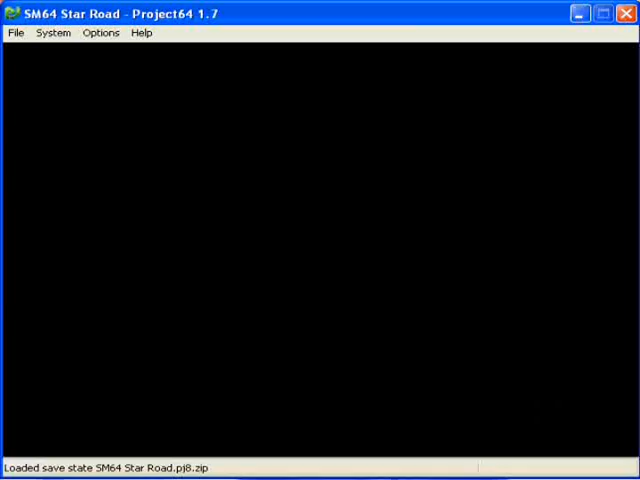 SM64 Star Road - Project64 1.7
File System Options Help
Loaded save state SM64 Star Road.pj8.zip